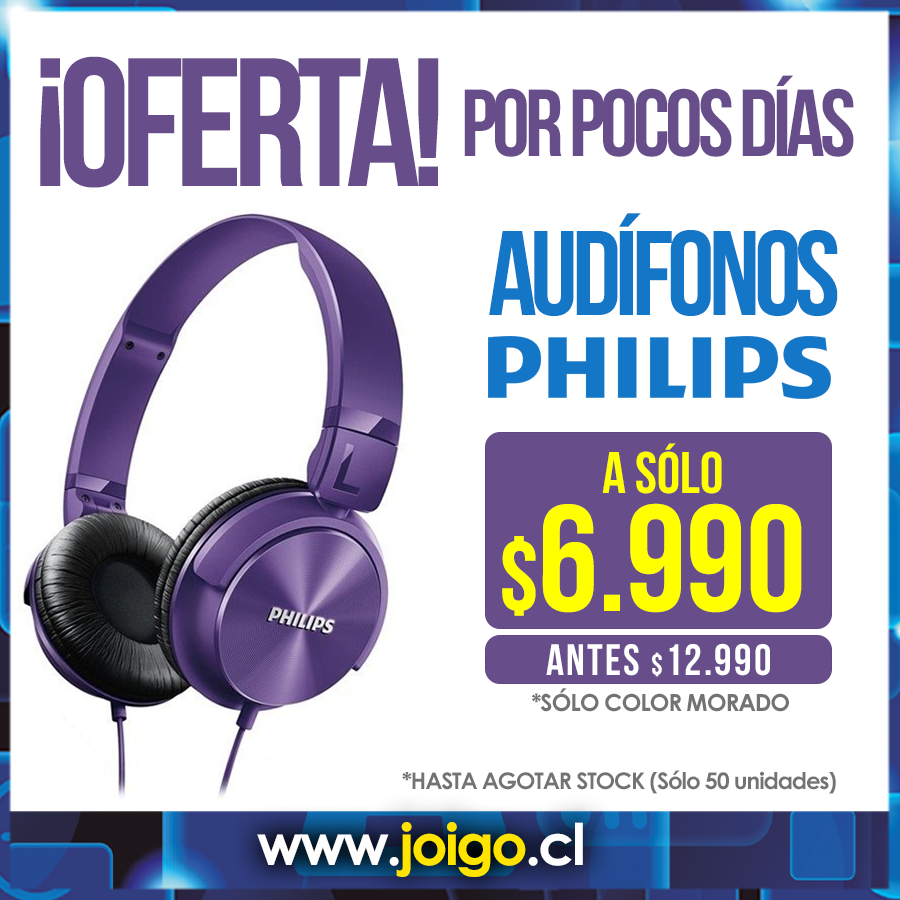 ¡OFERTA! POR POCOS DÍAS
AUDÍFONOS
PHILIPS
A SÓLO
$6.990
ANTES $12.990
*SÓLO COLOR MORADO
L
PHILIPS
*HASTA AGOTAR STOCK (Sólo 50 unidades)
www.joigo.cl